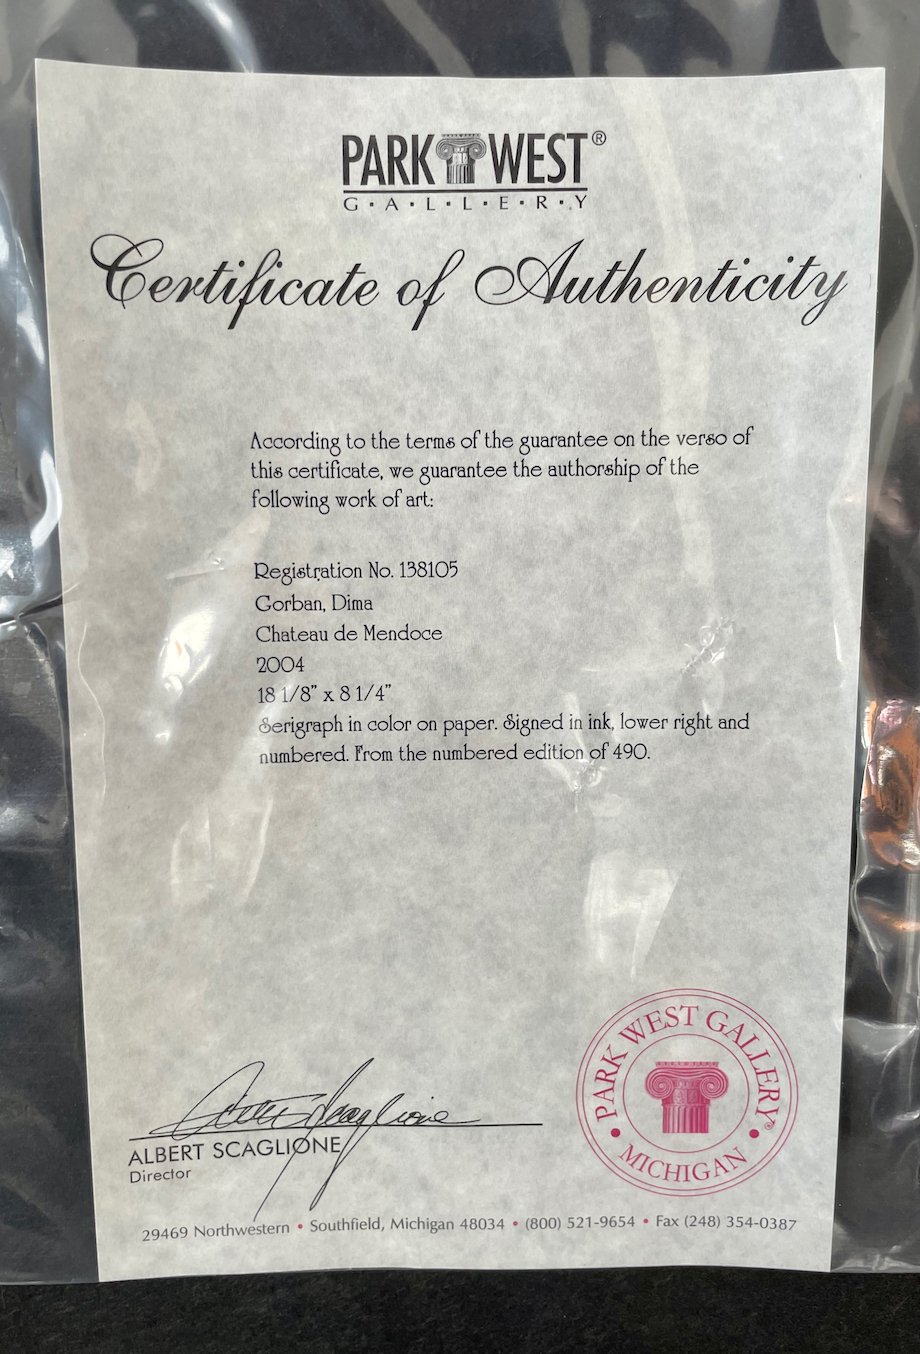 PARK WEST®
G·A·L·L·E·R·Y
Certificate of Authenticity
According to the terms of the guarantee on the verso of
this certificate, we guarantee the authorship of the
following work of art:
Registration No. 138105
Gorban, Dima
Chateau de Mendoce
2004
18 1/8" x 8 1/4"
Serigraph in color on paper. Signed in ink, lower right and
numbered. From the numbered edition of 490.
Albert Scaglione
ALBERT SCAGLIONE
Director
PARK WEST GALLERY®
• MICHIGAN •
29469 Northwestern • Southfield, Michigan 48034 • (800) 521-9654 • Fax (248) 354-0387